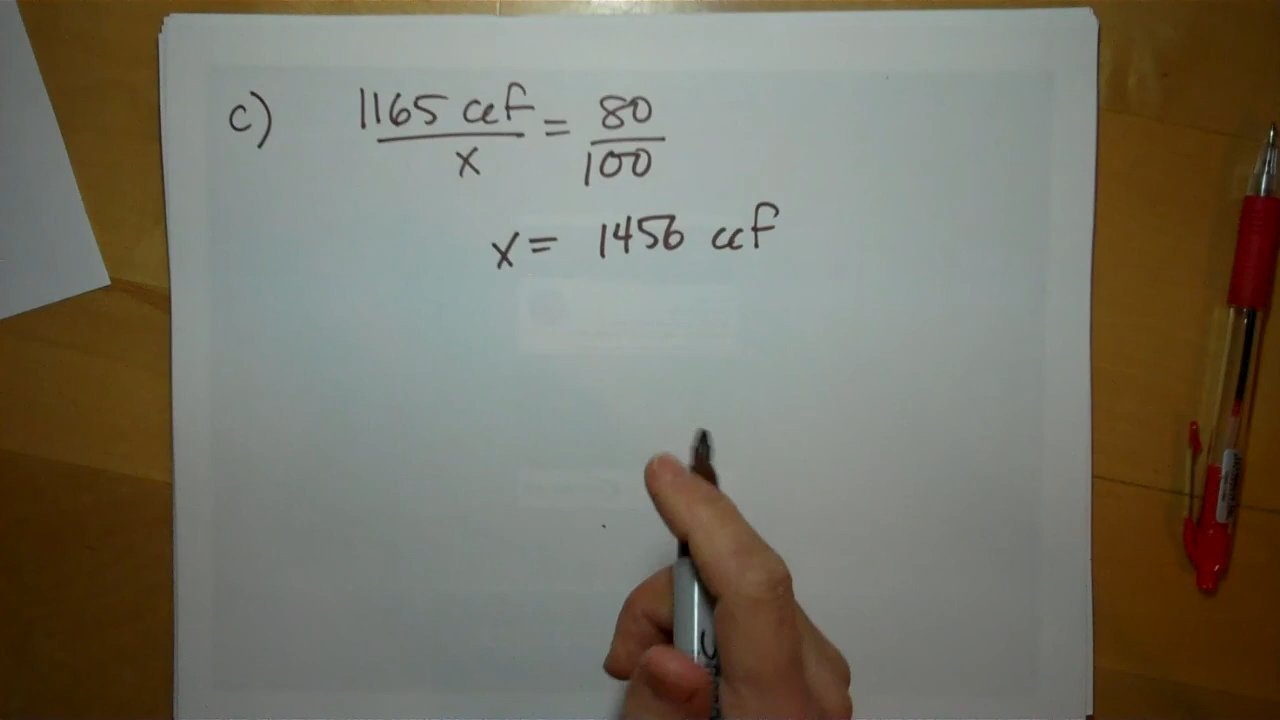 c) 1165 ccf / x = 80 / 100
x = 1456 ccf